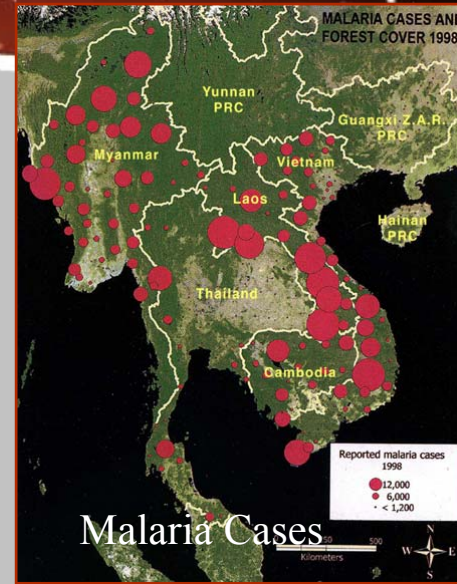 MALARIA CASES AND
FOREST COVER 1998
Yunnan
PRC
Guangxi Z.A.R.
PRC
Myanmar
Vietnam
Laos
Hainan
PRC
Thailand
Cambodia
Reported malaria cases
1998
12,000
6,000
< 1,200
Malaria Cases
50
500
Kilometers
N
W
E